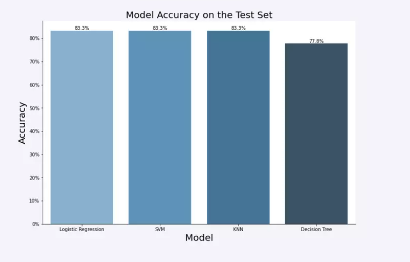 Model Accuracy on the Test Set
83.3%
83.3%
83.3%
77.8%
80%
70%
60%
50%
40%
30%
20%
10%
0%
Accuracy
Logistic Regression
SVM
KNN
Decision Tree
Model